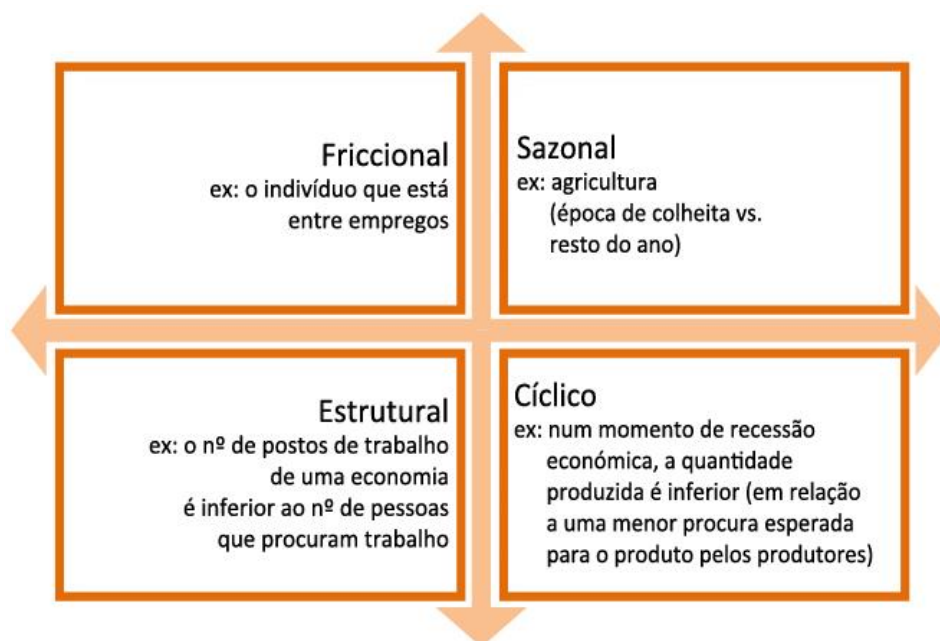 Friccional
ex: o indivíduo que está
entre empregos
Sazonal
ex: agricultura
(época de colheita vs.
resto do ano)
Estrutural
ex: o nº de postos de trabalho
de uma economia
é inferior ao nº de pessoas
que procuram trabalho
Cíclico
ex: num momento de recessão
económica, a quantidade
produzida é inferior (em relação
a uma menor procura esperada
para o produto pelos produtores)